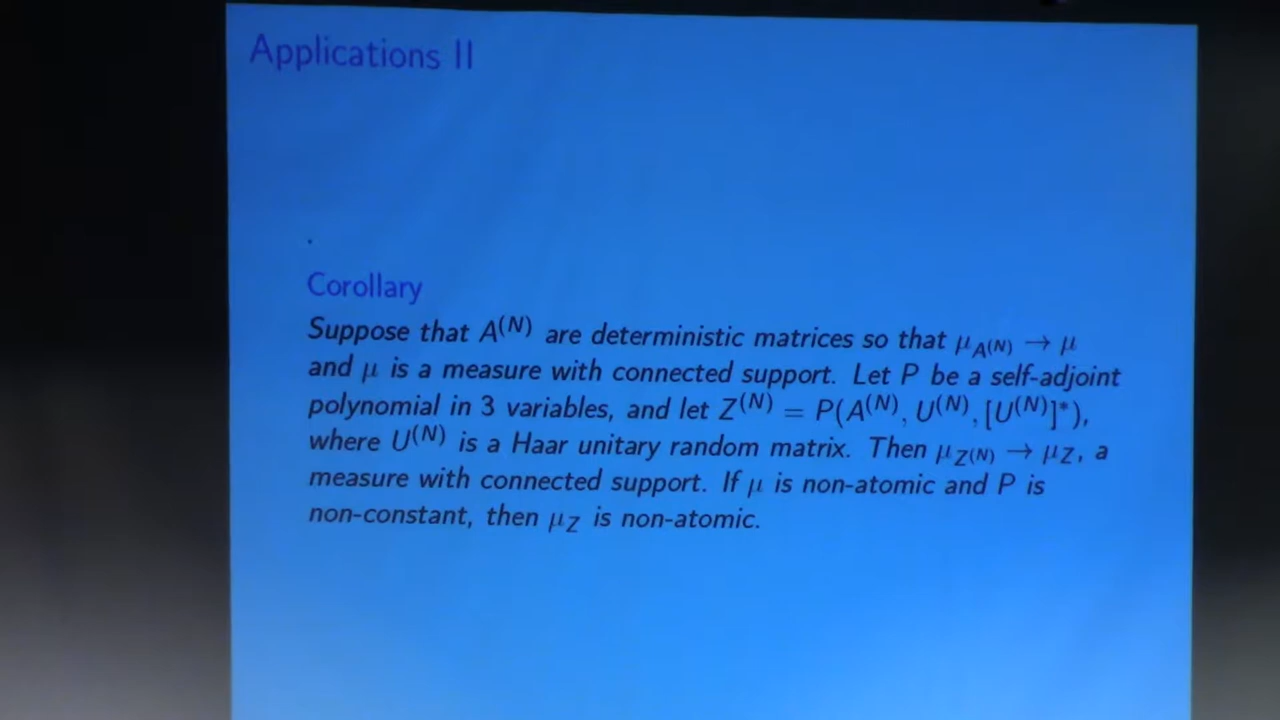 Applications II
Corollary
Suppose that A^(N) are deterministic matrices so that μ_A(N) → μ
and μ is a measure with connected support. Let P be a self-adjoint
polynomial in 3 variables, and let Z^(N) = P(A^(N), U^(N), [U^(N)]*),
where U^(N) is a Haar unitary random matrix. Then μ_Z(N) → μ_Z, a
measure with connected support. If μ is non-atomic and P is
non-constant, then μ_Z is non-atomic.